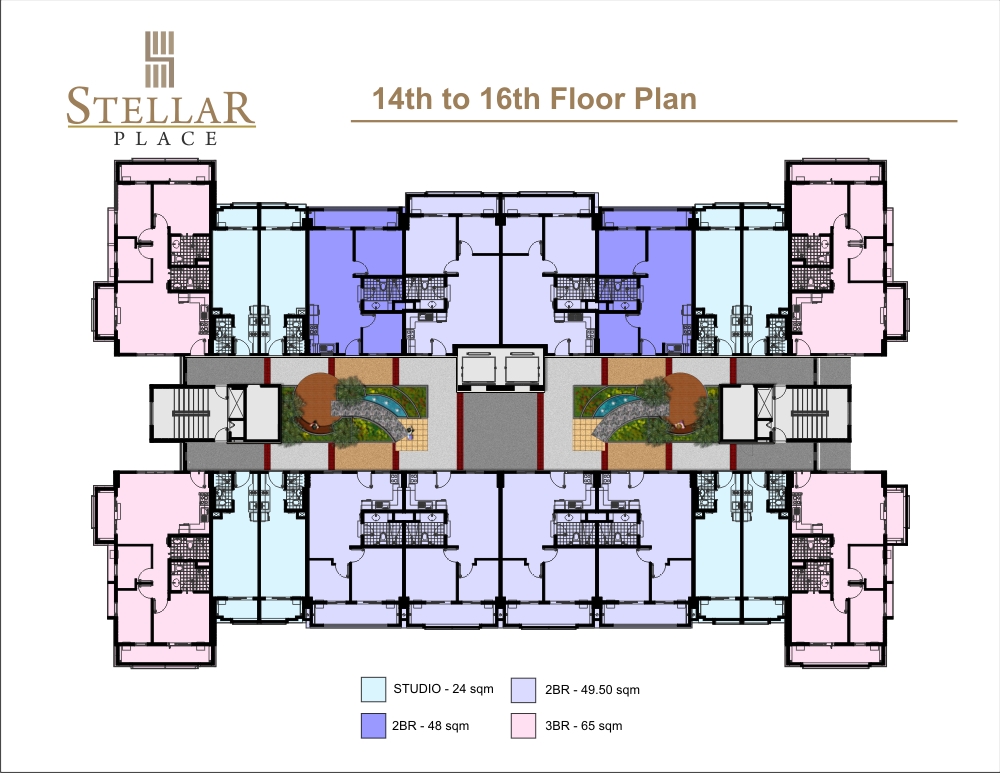 STELLAR
PLACE
14th to 16th Floor Plan
STUDIO - 24 sqm
2BR - 49.50 sqm
2BR - 48 sqm
3BR - 65 sqm